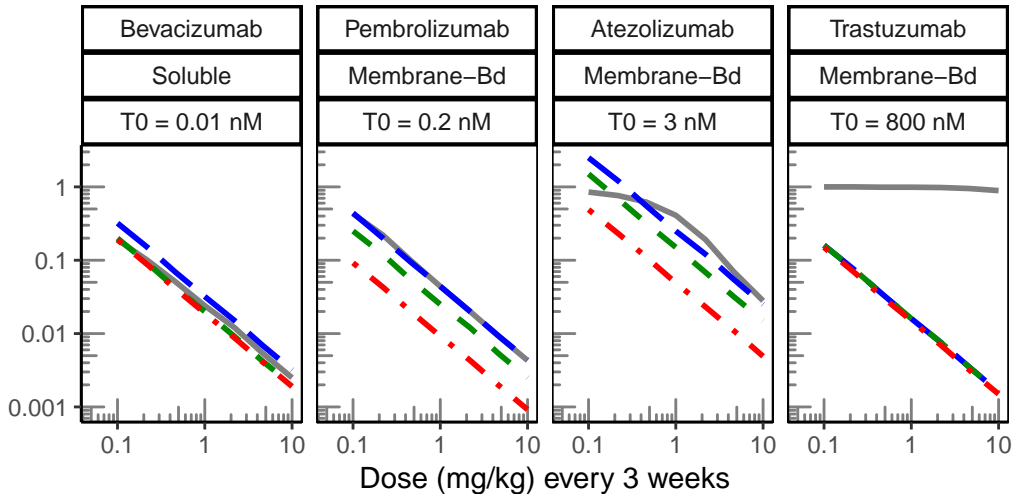 Bevacizumab Pembrolizumab Atezolizumab Trastuzumab
Soluble Membrane−Bd Membrane−Bd Membrane−Bd
T0 = 0.01 nM T0 = 0.2 nM T0 = 3 nM T0 = 800 nM
1
0.1
0.01
0.001
0.1 1 10 0.1 1 10 0.1 1 10 0.1 1 10
Dose (mg/kg) every 3 weeks